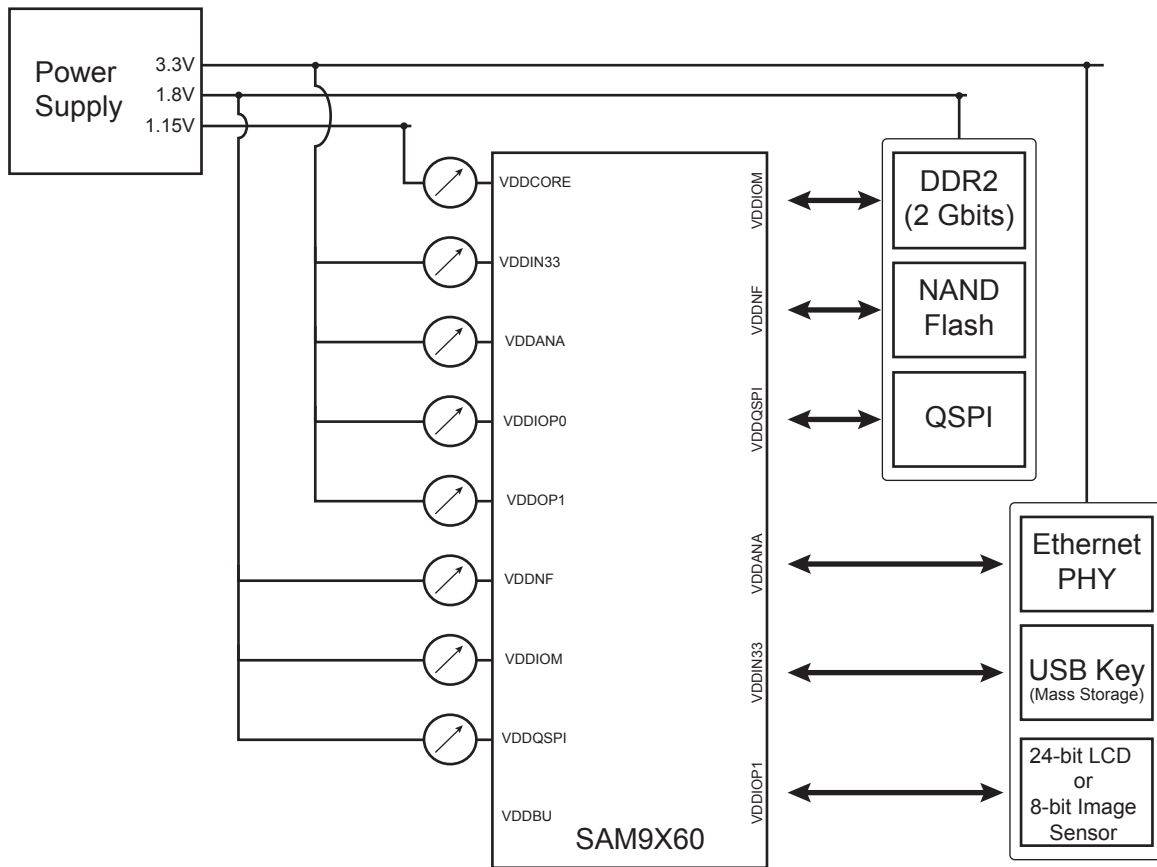 Power
Supply
3.3V
1.8V
1.15V
VDDCORE
VDDIN33
VDDANA
VDDIOP0
VDDOP1
VDDNF
VDDIOM
VDDQSPI
VDDBU
SAM9X60
VDDIOM
VDDNF
VDDQSPI
VDDANA
VDDIN33
VDDIOP1
DDR2
(2 Gbits)
NAND
Flash
QSPI
Ethernet
PHY
USB Key
(Mass Storage)
24-bit LCD
or
8-bit Image
Sensor